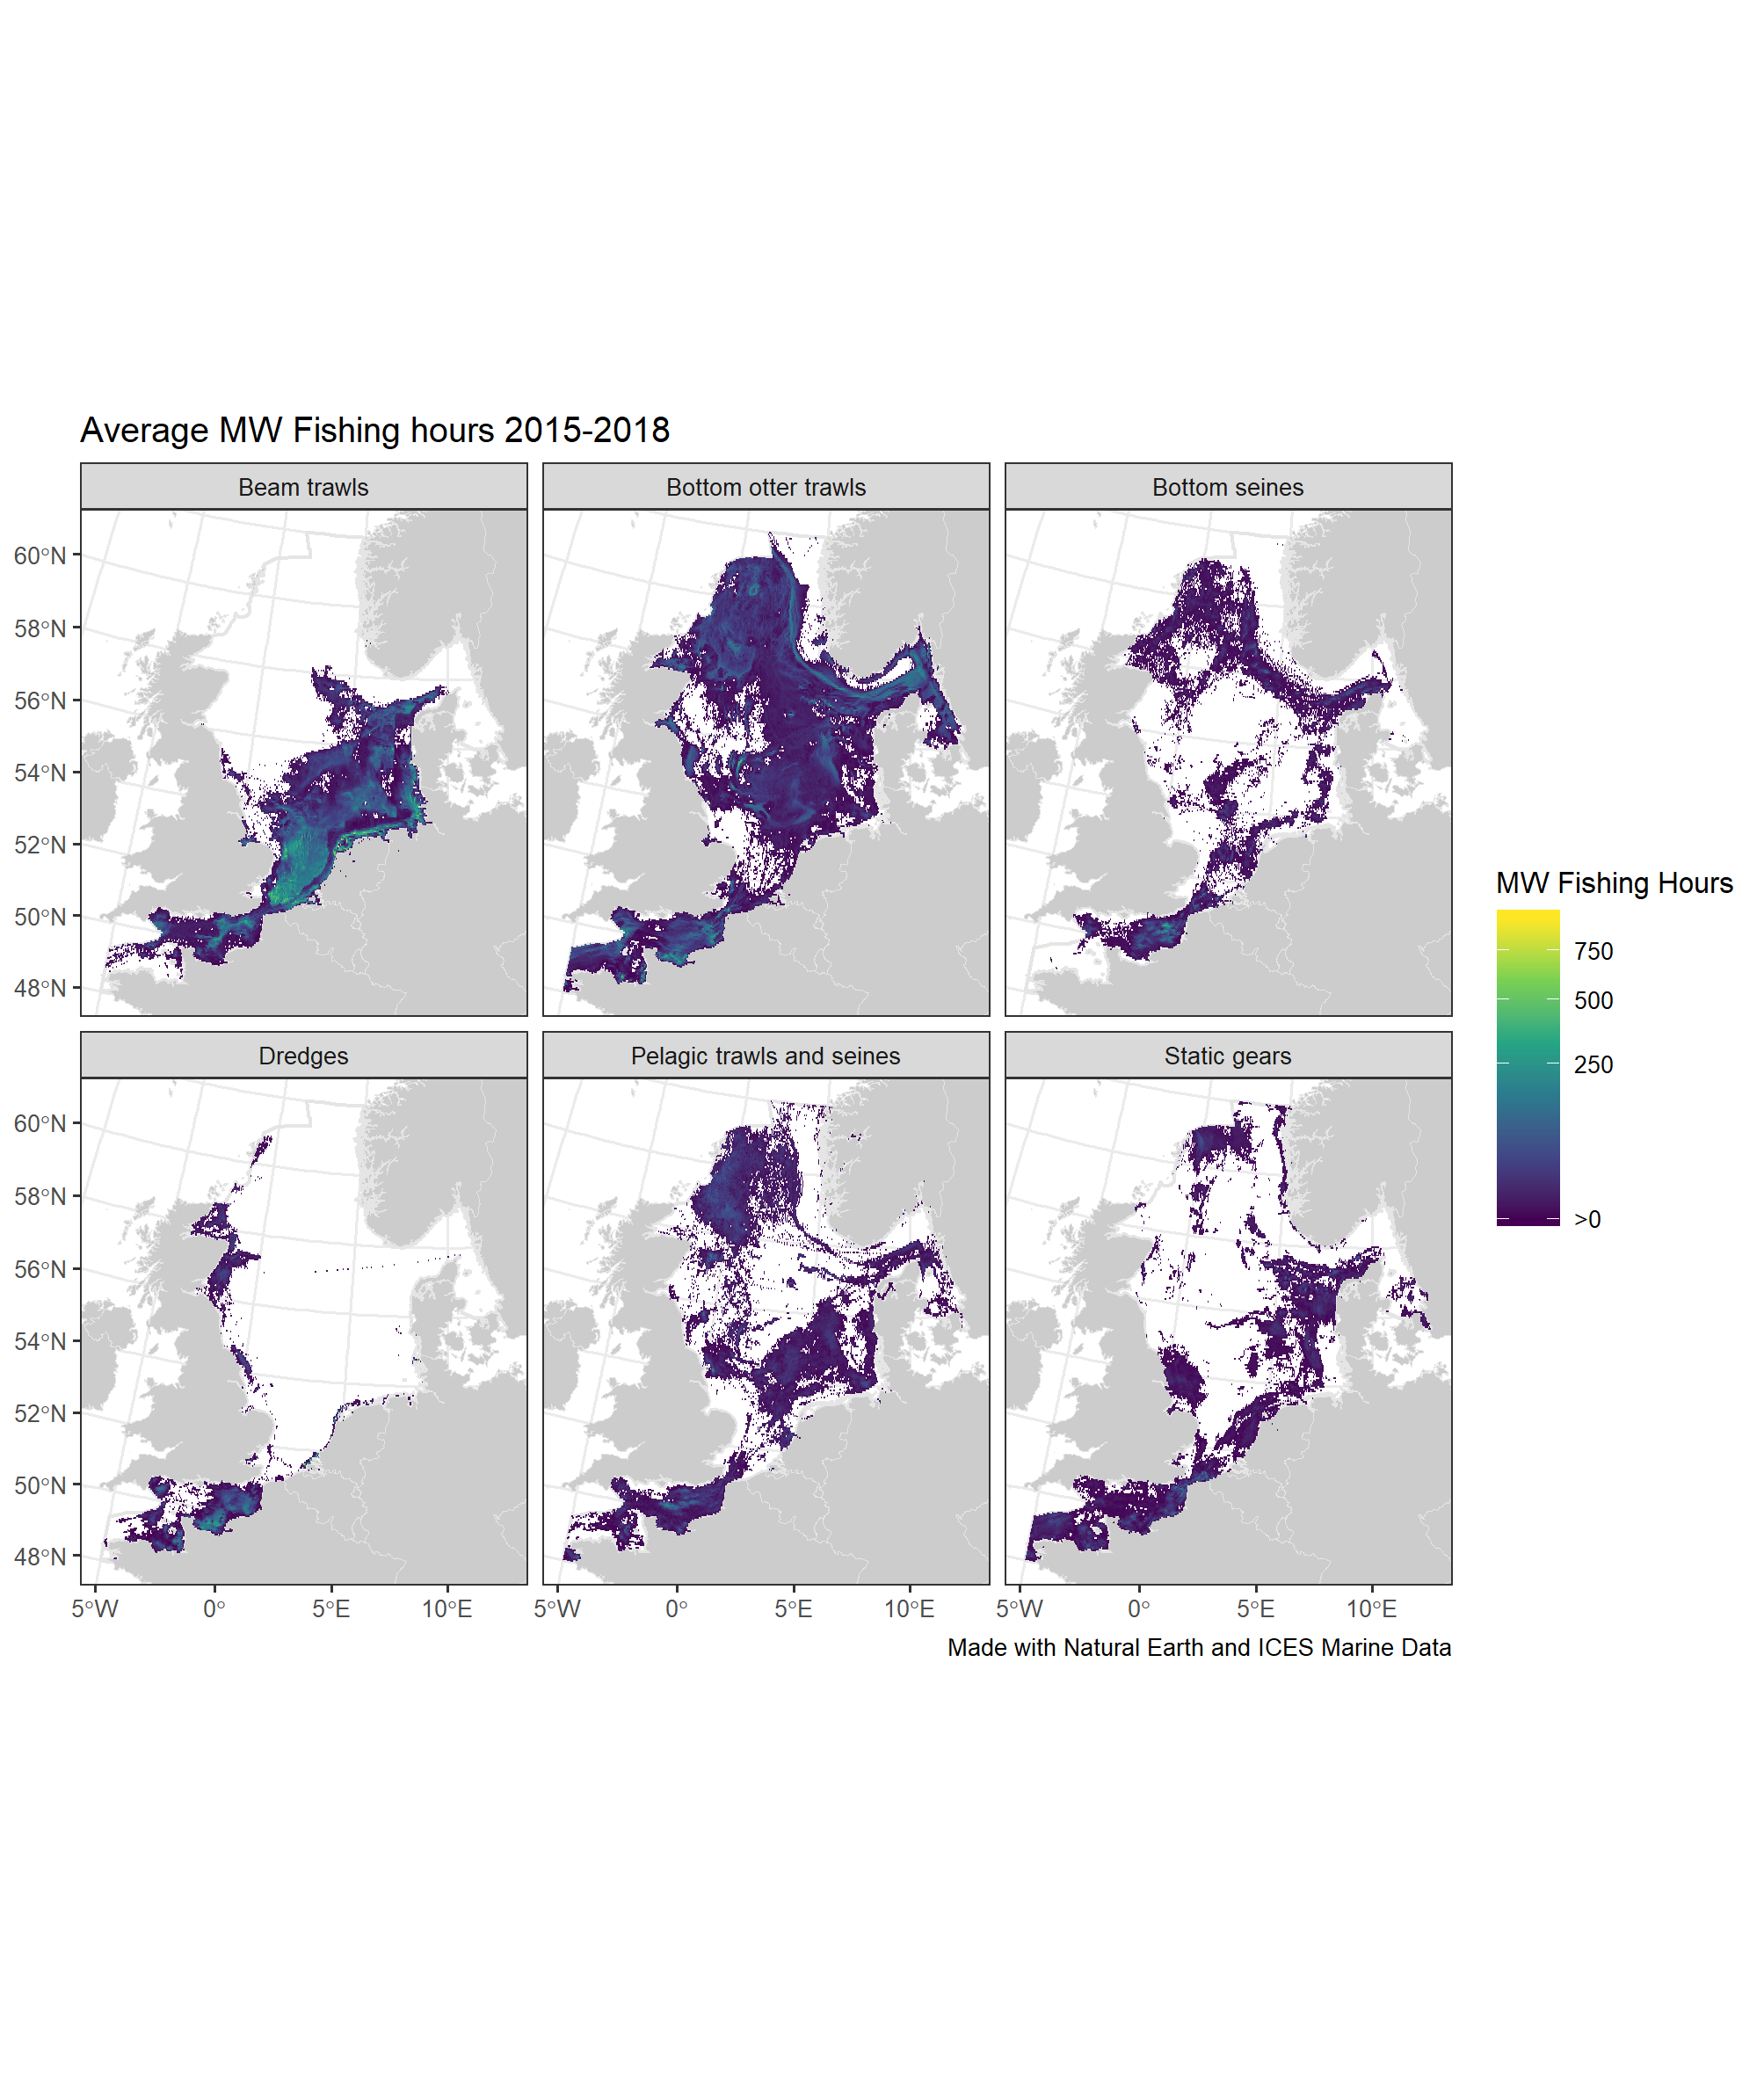 Average MW Fishing hours 2015-2018
Beam trawls
Bottom otter trawls
Bottom seines
60°N
58°N
56°N
54°N
52°N
50°N
48°N
Dredges
Pelagic trawls and seines
Static gears
60°N
58°N
56°N
54°N
52°N
50°N
48°N
5°W 0° 5°E 10°E
5°W 0° 5°E 10°E
5°W 0° 5°E 10°E
MW Fishing Hours
750
500
250
>0
Made with Natural Earth and ICES Marine Data